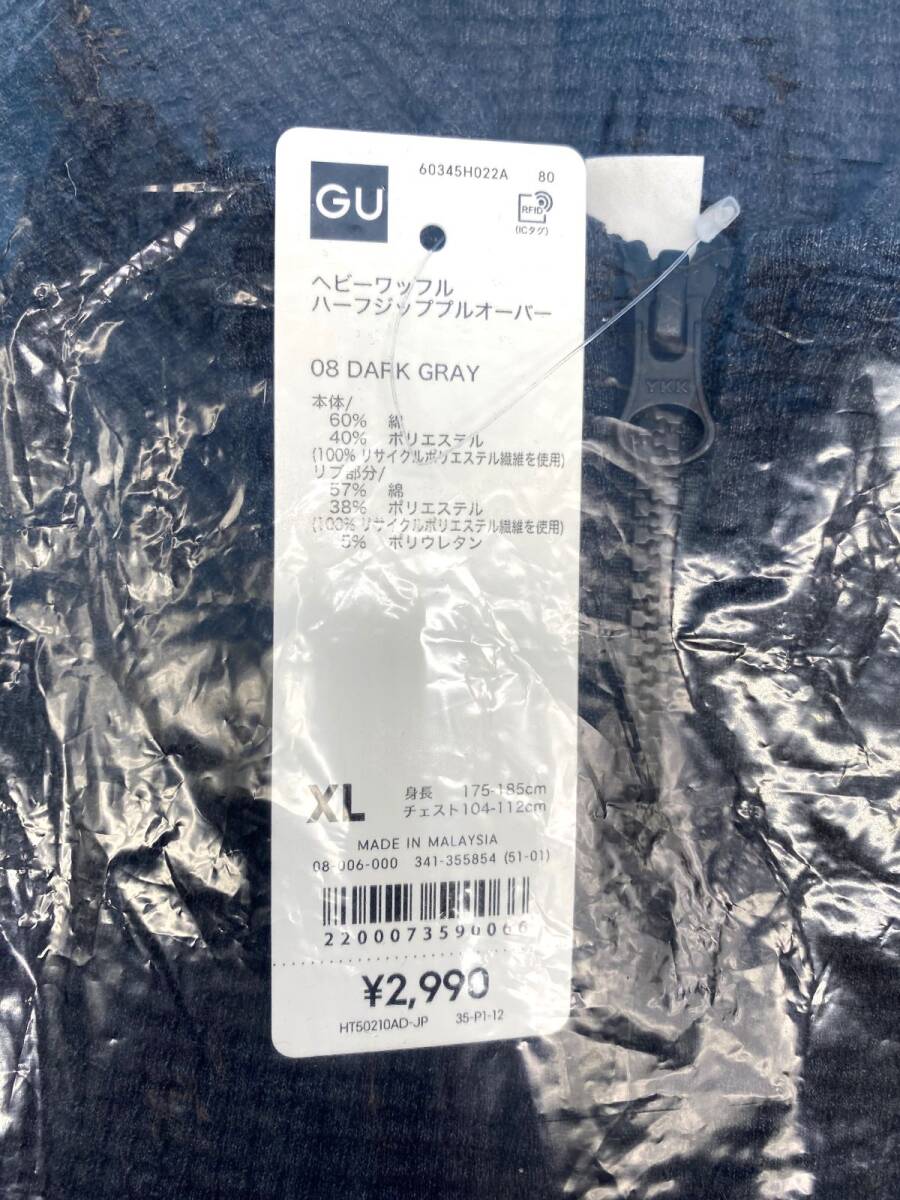 60345H022A 80
GU
RFID
(ICタグ)
ヘビーワッフル
ハーフジッププルオーバー
08 DARK GRAY
本体/
60% 綿
40% ポリエステル
(100% リサイクルポリエステル繊維を使用)
リブ部分/
57% 綿
38% ポリエステル
(100% リサイクルポリエステル繊維を使用)
5% ポリウレタン
XL
身長 175-185cm
チェスト104-112cm
MADE IN MALAYSIA
08-006-000 341-355854 (51-01)
2200073590066
¥2,990
HT50210AD-JP 35-P1-12
YKK